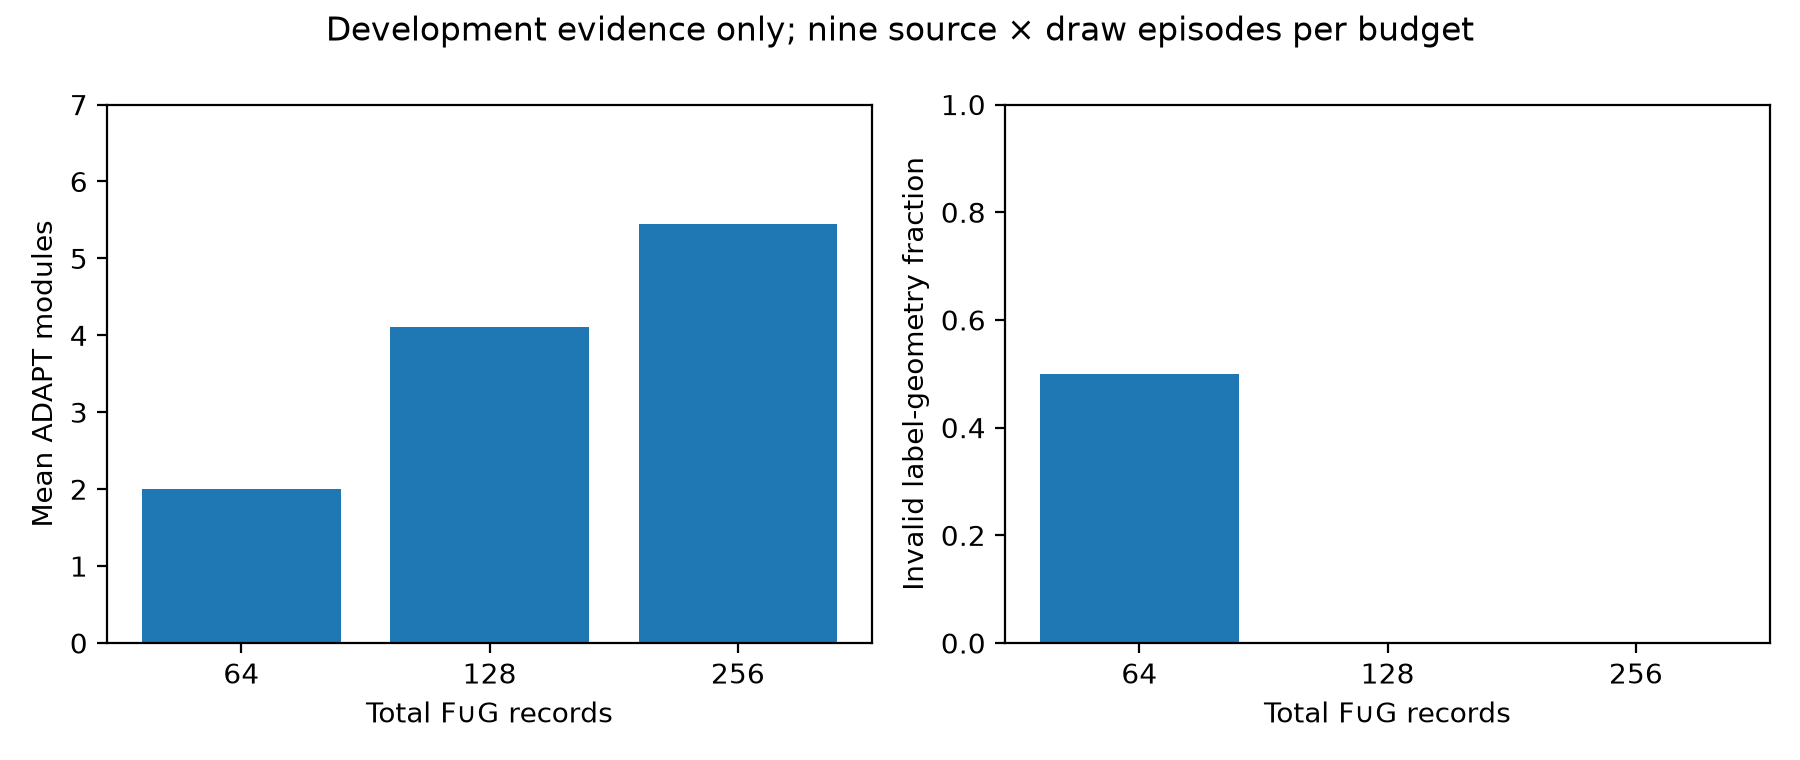 Development evidence only; nine source × draw episodes per budget
Mean ADAPT modules
7
6
5
4
3
2
1
0
64 128 256
Total F∪G records
Invalid label-geometry fraction
1.0
0.8
0.6
0.4
0.2
0.0
64 128 256
Total F∪G records